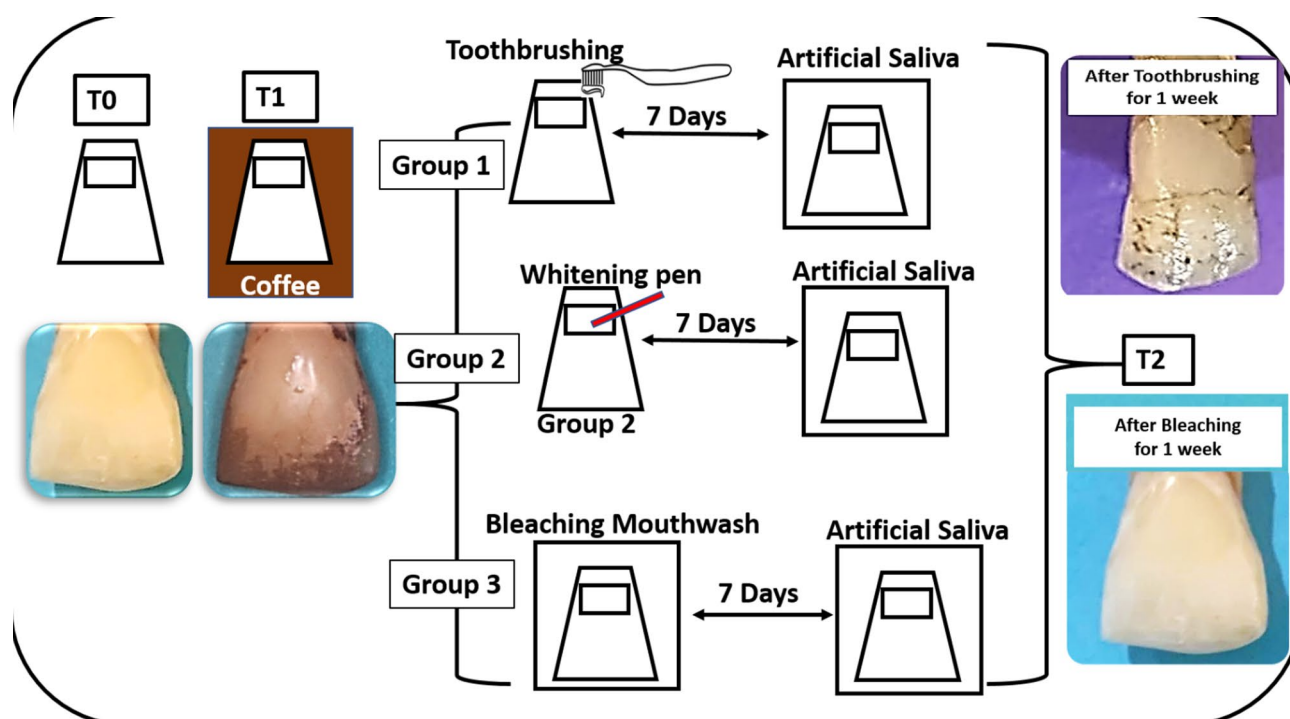 T0
T1
Coffee
Group 1
Toothbrushing
7 Days
Artificial Saliva
Group 2
Whitening pen
Group 2
7 Days
Artificial Saliva
Group 3
Bleaching Mouthwash
7 Days
Artificial Saliva
After Toothbrushing
for 1 week
T2
After Bleaching
for 1 week